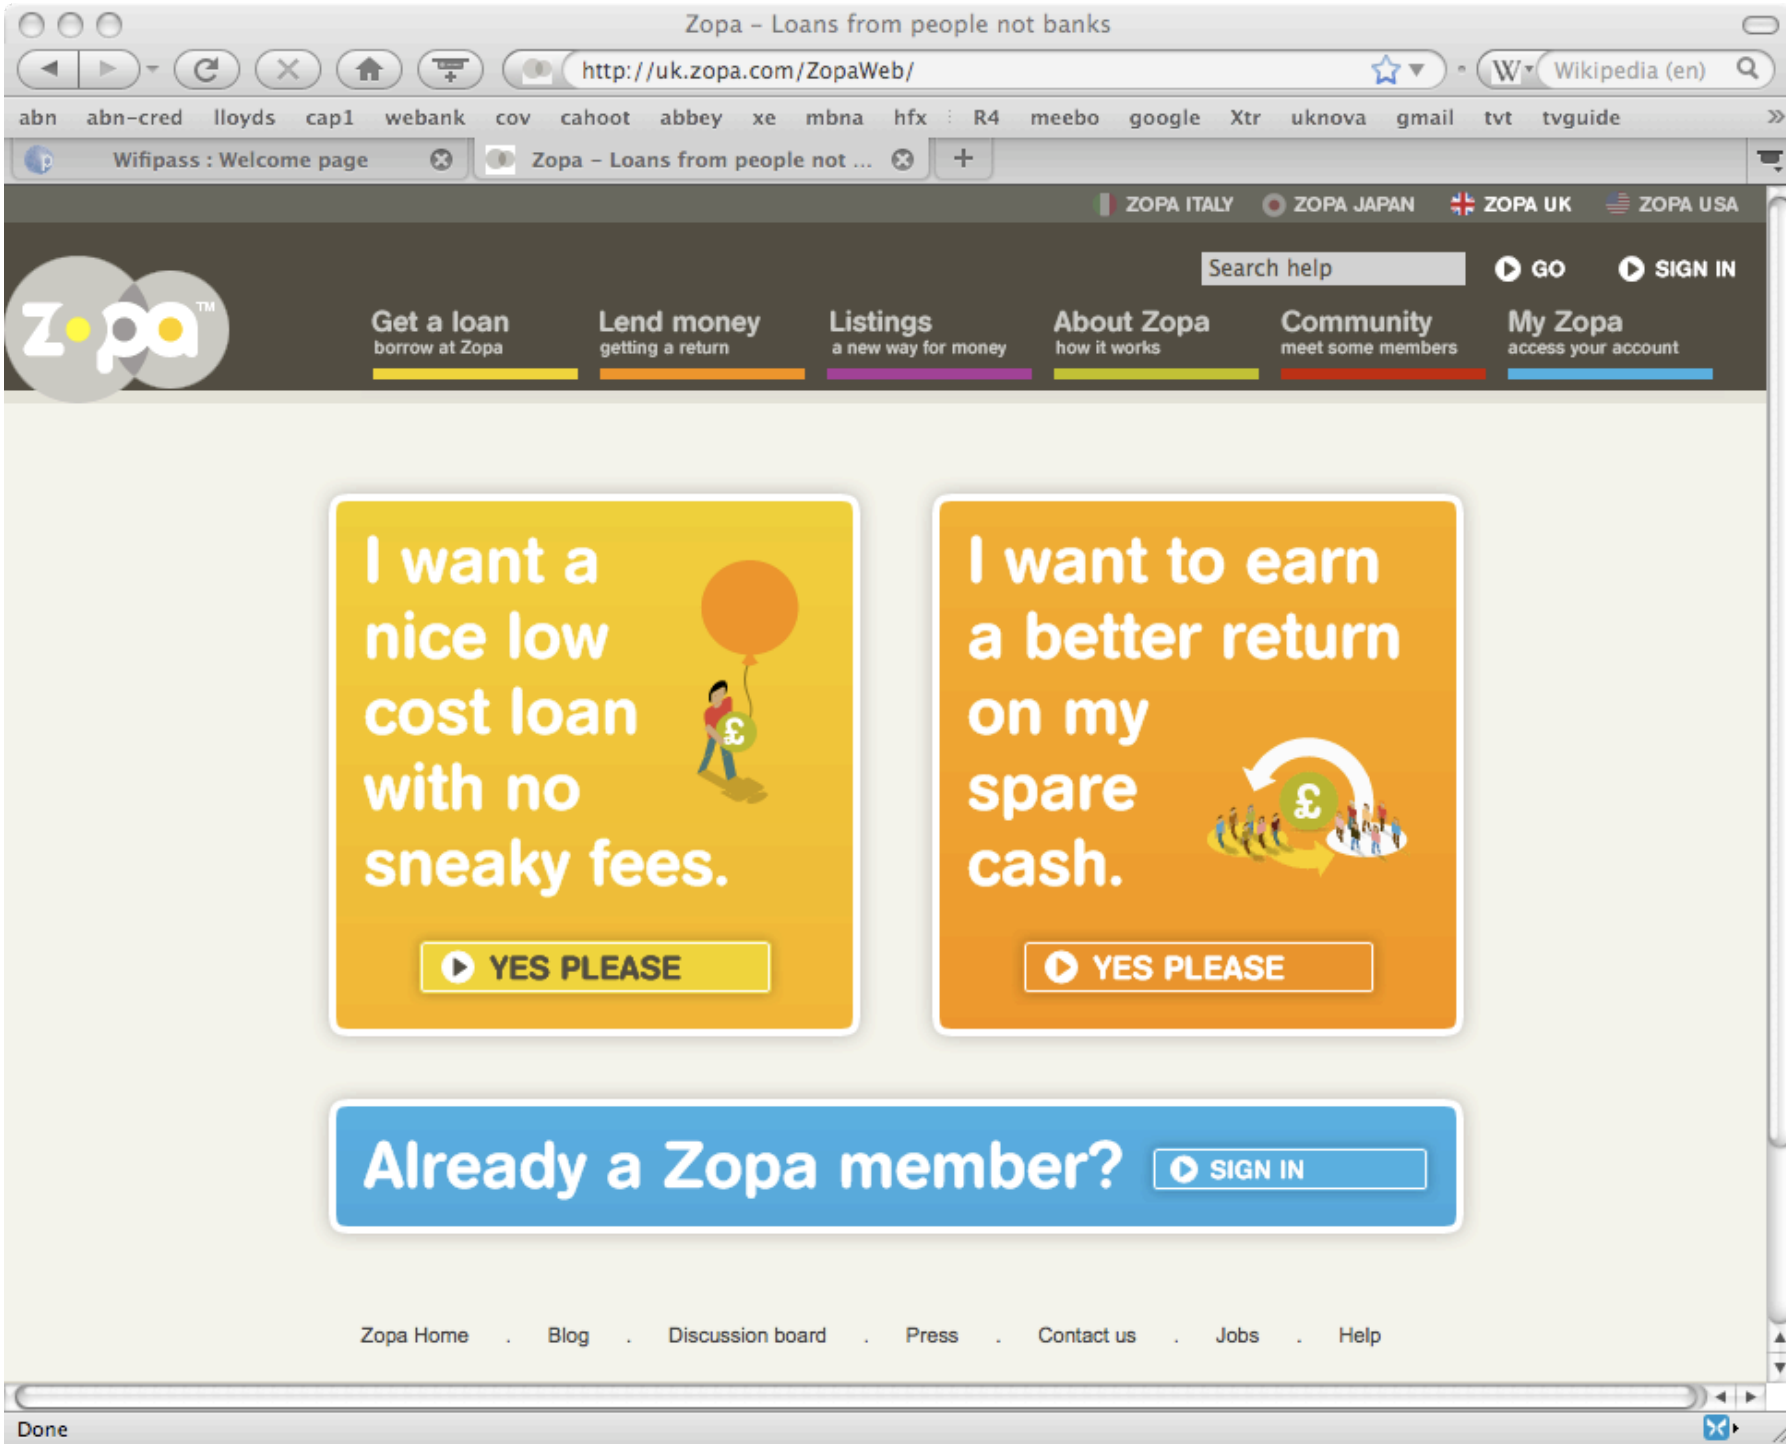 Zopa – Loans from people not banks
http://uk.zopa.com/ZopaWeb/
W
Wikipedia (en)
abn abn-cred lloyds cap1 webank cov cahoot abbey xe mbna hfx R4 meebo google Xtr uknova gmail tvt tvguide »
Wifipass : Welcome page
Zopa – Loans from people not ...
ZOPA ITALY ZOPA JAPAN ZOPA UK ZOPA USA
Search help GO SIGN IN
zopa™
Get a loan Lend money Listings About Zopa Community My Zopa
borrow at Zopa getting a return a new way for money how it works meet some members access your account
I want a
nice low
cost loan
with no
sneaky fees.
£
YES PLEASE
I want to earn
a better return
on my
spare
cash.
£
YES PLEASE
Already a Zopa member? SIGN IN
Zopa Home . Blog . Discussion board . Press . Contact us . Jobs . Help
Done